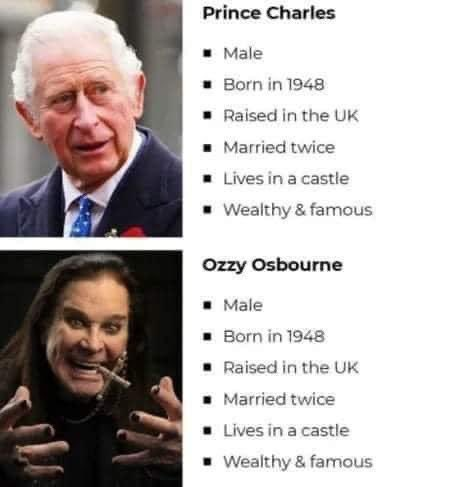 Prince Charles
▪ Male
▪ Born in 1948
▪ Raised in the UK
▪ Married twice
▪ Lives in a castle
▪ Wealthy & famous
Ozzy Osbourne
▪ Male
▪ Born in 1948
▪ Raised in the UK
▪ Married twice
▪ Lives in a castle
▪ Wealthy & famous